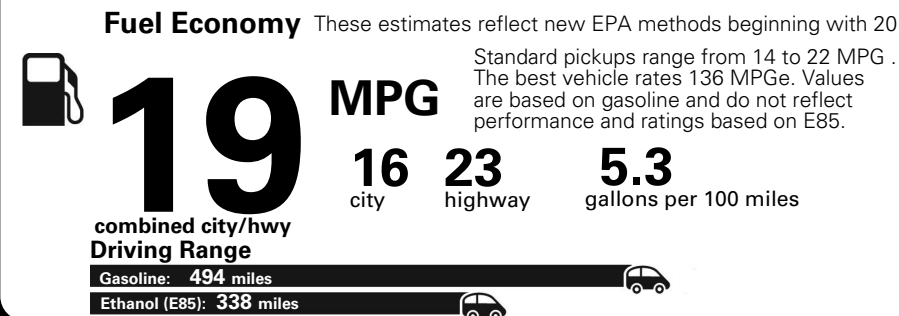 Fuel Economy These estimates reflect new EPA methods beginning with 20
Standard pickups range from 14 to 22 MPG .
The best vehicle rates 136 MPGe. Values
are based on gasoline and do not reflect
performance and ratings based on E85.
19 MPG
16 23 5.3
city highway gallons per 100 miles
combined city/hwy
Driving Range
Gasoline: 494 miles
Ethanol (E85): 338 miles